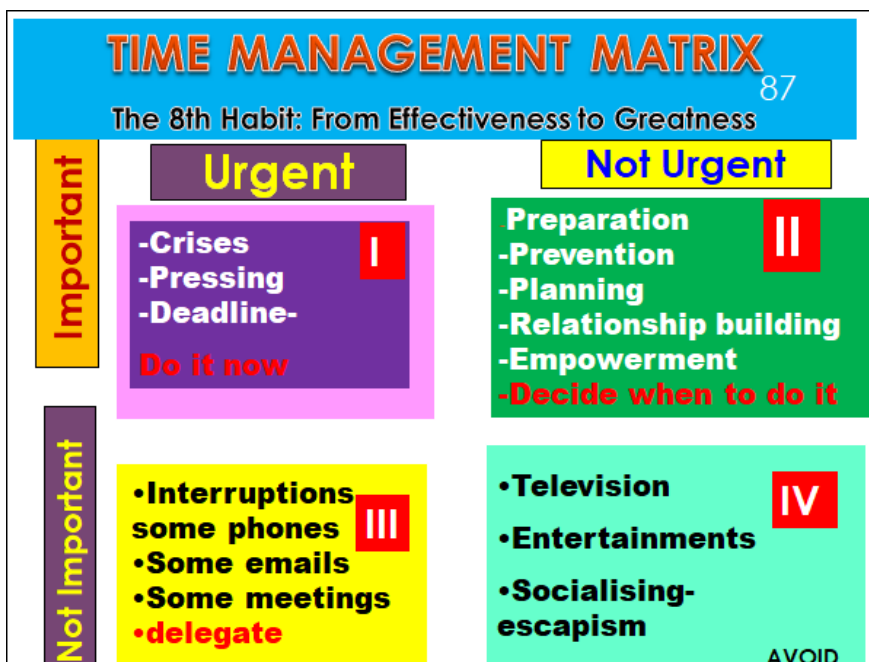 TIME MANAGEMENT MATRIX
87
The 8th Habit: From Effectiveness to Greatness
Urgent
Not Urgent
Important
-Crises
-Pressing
-Deadline-
Do it now
I
-Preparation
-Prevention
-Planning
-Relationship building
-Empowerment
-Decide when to do it
II
Not Important
•Interruptions
some phones
•Some emails
•Some meetings
•delegate
III
•Television
•Entertainments
•Socialising-
escapism
IV
AVOID